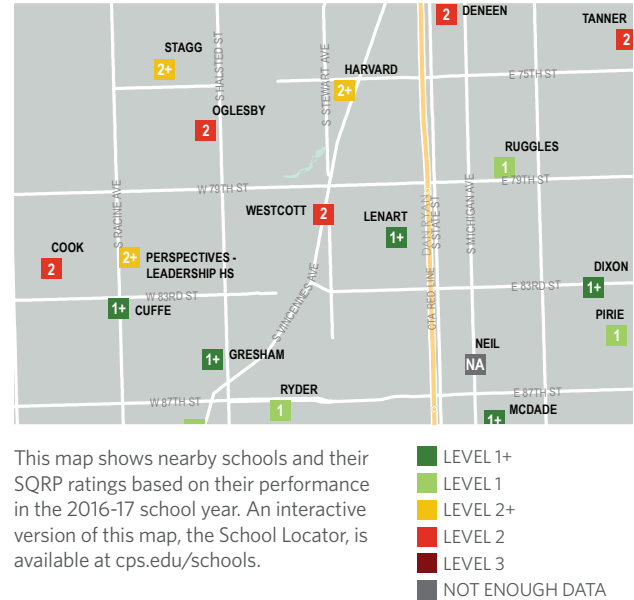 DENEEN
2
TANNER
2
STAGG
2+
S HALSTED ST
S STEWART AVE
HARVARD
2+
E 75TH ST
OGLESBY
2
RUGGLES
1
W 79TH ST
E 79TH ST
S RACINE AVE
WESTCOTT
2
LENART
1+
DAN RYAN
S STATE ST
S MICHIGAN AVE
CTA RED LINE
COOK
2
2+
PERSPECTIVES -
LEADERSHIP HS
DIXON
1+
W 83RD ST
E 83RD ST
1+
CUFFE
S VINCENNES AVE
PIRIE
1
NEIL
NA
1+
GRESHAM
RYDER
1
W 87TH ST
E 87TH ST
1+
MCDADE
This map shows nearby schools and their
SQRP ratings based on their performance
in the 2016-17 school year. An interactive
version of this map, the School Locator, is
available at cps.edu/schools.
LEVEL 1+
LEVEL 1
LEVEL 2+
LEVEL 2
LEVEL 3
NOT ENOUGH DATA